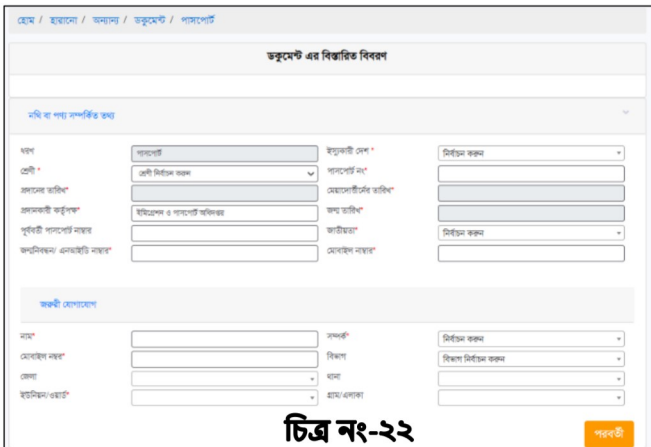 হোম / হারানো / অন্যান্য / ডকুমেন্ট / পাসপোর্ট
ডকুমেন্ট এর বিস্তারিত বিবরণ
নথি বা পণ্য সম্পর্কিত তথ্য
ধরণ পাসপোর্ট ইস্যুকারী দেশ * নির্বাচন করুন
শ্রেণী * শ্রেণী নির্বাচন করুন পাসপোর্ট নং*
প্রদানের তারিখ* মেয়াদোত্তীর্নের তারিখ*
প্রদানকারী কর্তৃপক্ষ* ইমিগ্রেশন ও পাসপোর্ট অধিদপ্তর জন্ম তারিখ*
পূর্ববর্তী পাসপোর্ট নাম্বার জাতীয়তা* নির্বাচন করুন
জন্মনিবন্ধন/ এনআইডি নাম্বার* মোবাইল নাম্বার*
জরুরী যোগাযোগ
নাম* সম্পর্ক* নির্বাচন করুন
মোবাইল নম্বর* বিভাগ বিভাগ নির্বাচন করুন
জেলা থানা
ইউনিয়ন/ওয়ার্ড* গ্রাম/এলাকা
চিত্র নং-২২
পরবর্তী